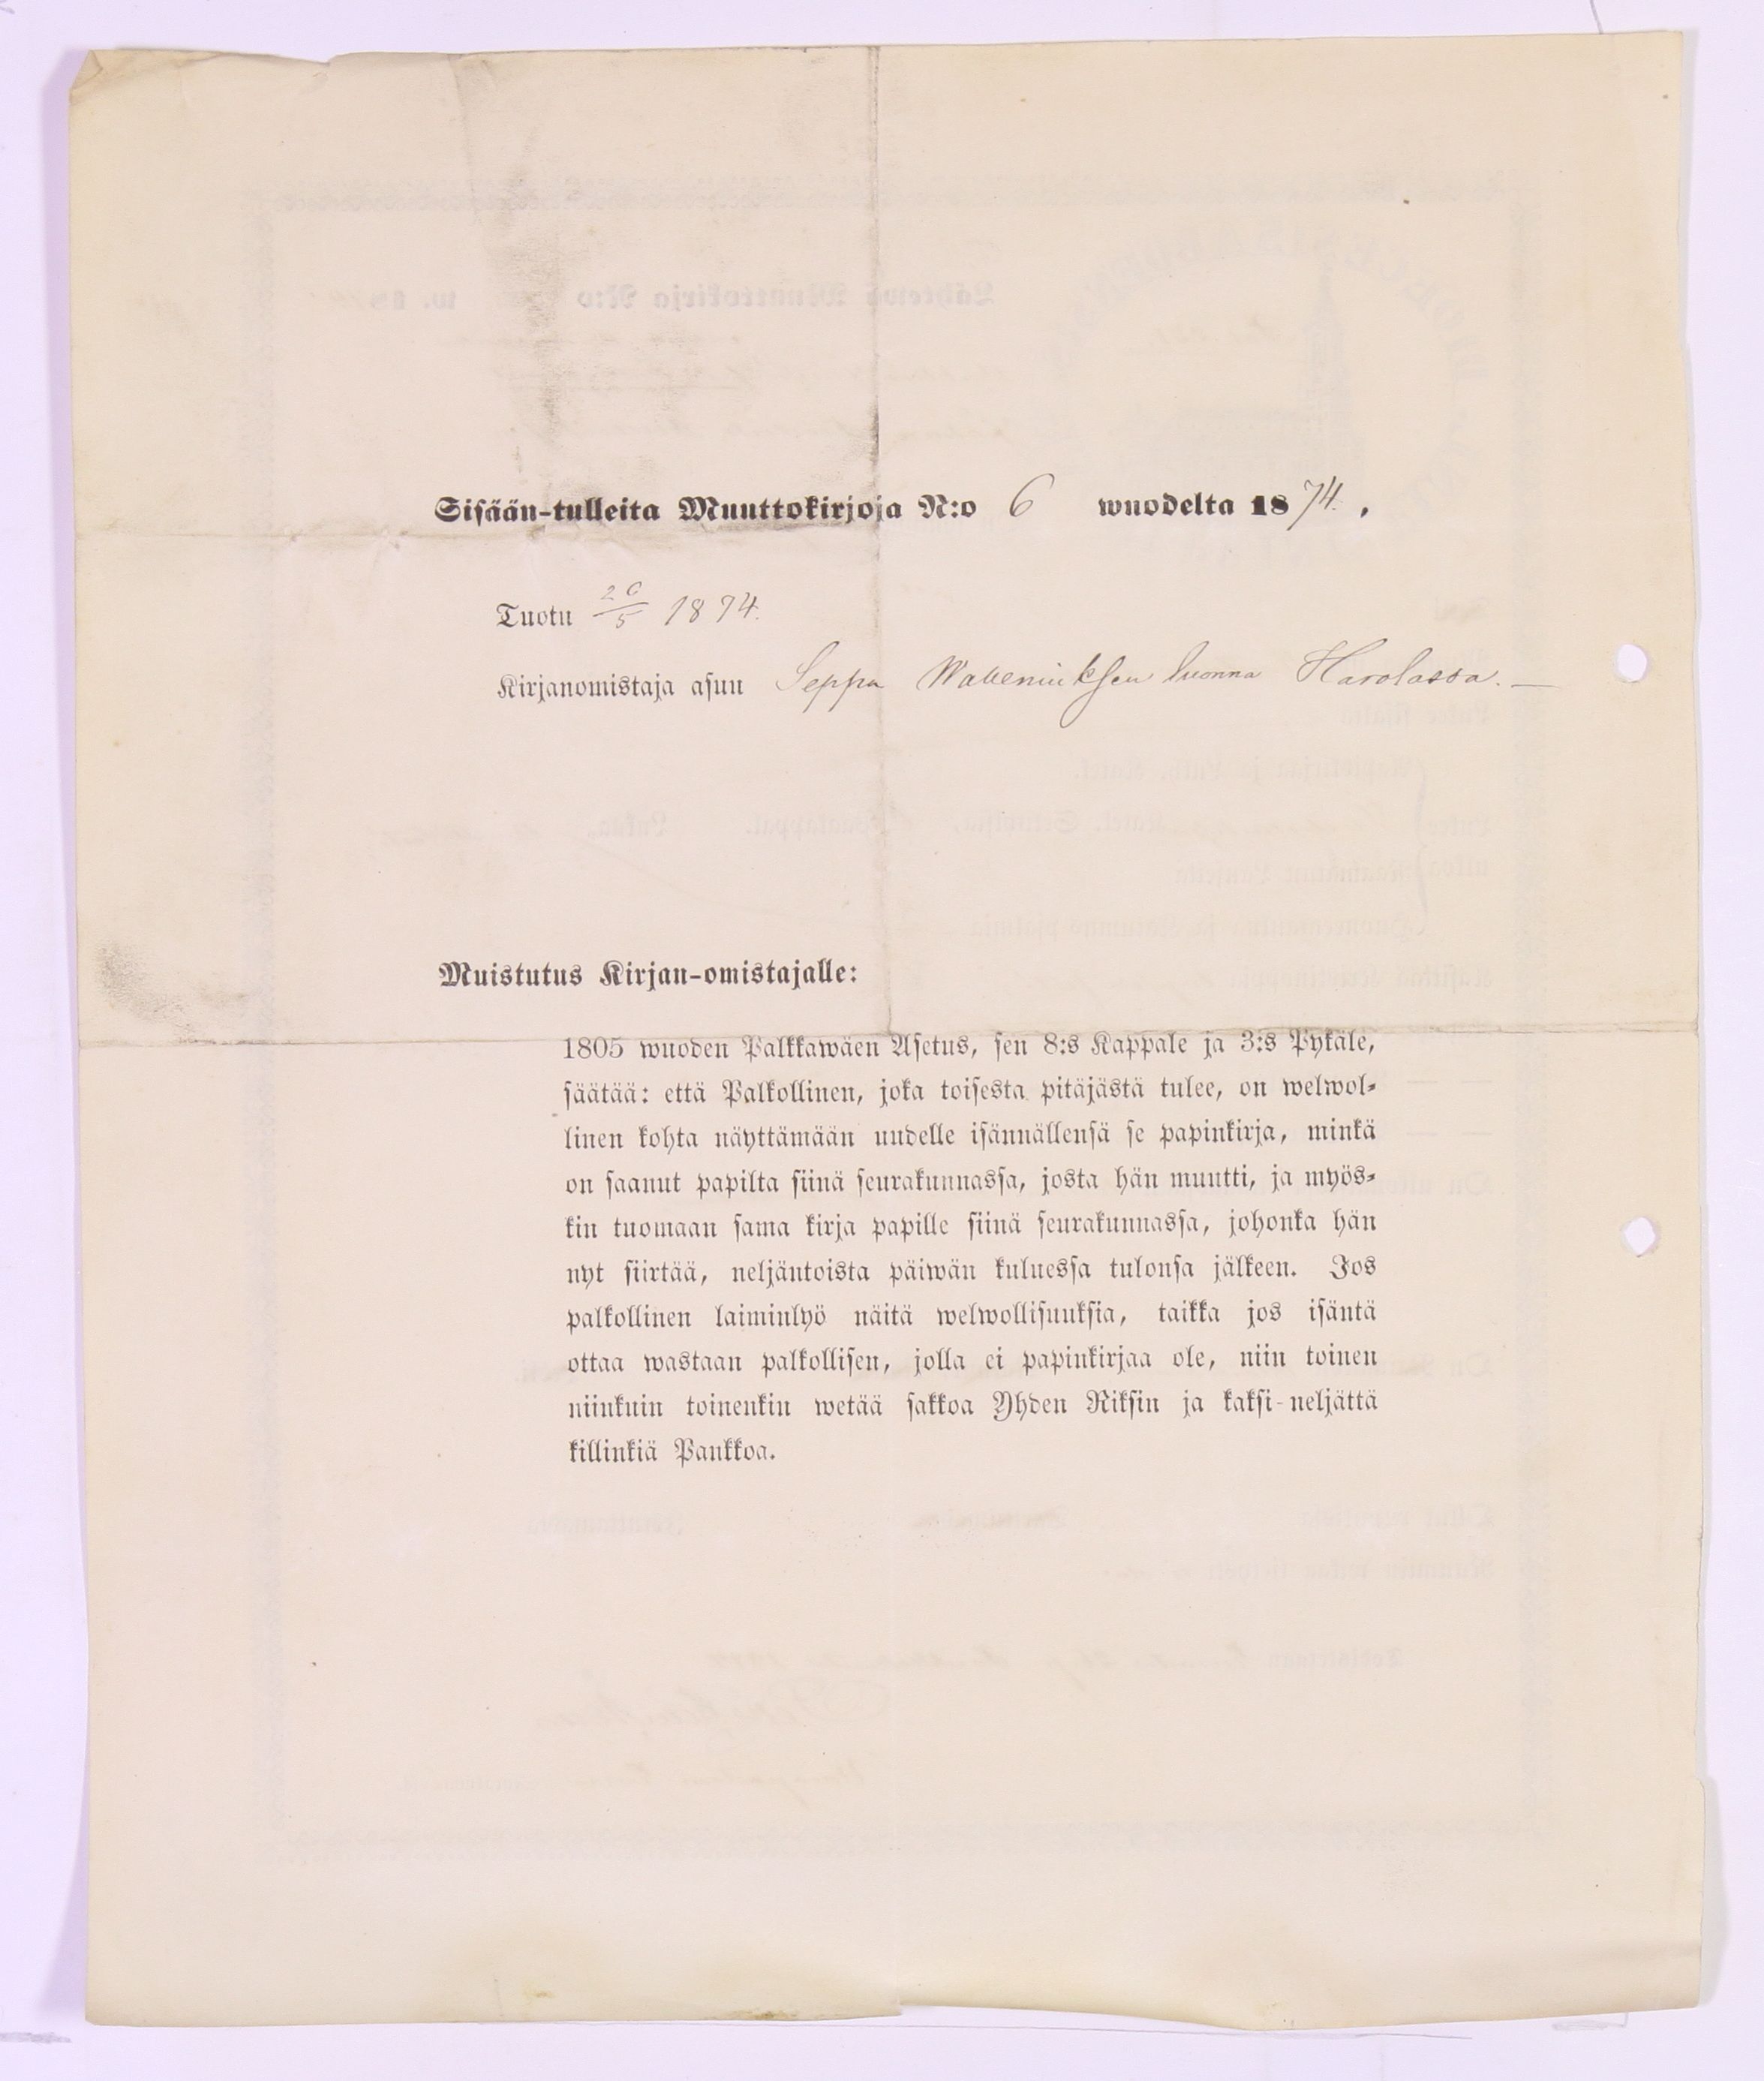 Sisään-tulleita Muuttokirjoja N:o 6 wuodelta 1874.
Tuotu 20/5 1874.
Kirjanomistaja asuu Seppa luonna Harolassa.—
Muistutus Kirjan-omistajalle:
1805 wuoden Palkkawäen Asetus, sen 8:s Kappale ja 3:s Pykäle,
säätää: että Palkollinen, joka toisesta pitäjästä tulee, on welwol-
linen kohta näyttämään uudelle isännällensä se papinkirja, minkä
on saanut papilta siinä seurakunnassa, josta hän muutti, ja myös-
kin tuomaan sama kirja papille siinä seurakunnassa, johonka hän
nyt siirtää, neljäntoista päiwän kuluessa tulonsa jälkeen. Jos
palkollinen laiminlyö näitä welwollisuuksia, taikka jos isäntä
ottaa wastaan palkollisen, jolla ei papinkirjaa ole, niin toinen
niinkuin toinenkin wetää sakkoa Yhden Riksin ja kaksi-neljättä
killinkiä Pankkoa.